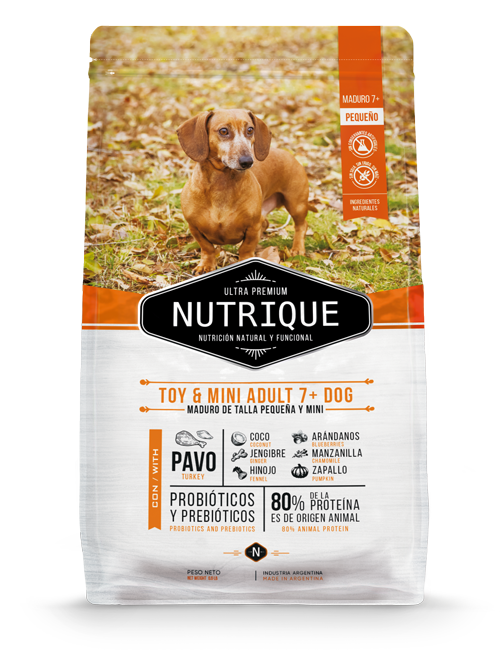 MADURO 7+
PEQUEÑO
INGREDIENTES
NATURALES
ULTRA PREMIUM
NUTRIQUE
NUTRICIÓN NATURAL Y FUNCIONAL
TOY & MINI ADULT 7+ DOG
MADURO DE TALLA PEQUEÑA Y MINI
CON / WITH
PAVO
TURKEY
COCO
COCONUT
JENGIBRE
GINGER
HINOJO
FENNEL
ARÁNDANOS
BLUEBERRIES
MANZANILLA
CHAMOMILE
ZAPALLO
PUMPKIN
PROBIÓTICOS
Y PREBIÓTICOS
PROBIOTICS AND PREBIOTICS
80% DE LA PROTEÍNA
ES DE ORIGEN ANIMAL
80% ANIMAL PROTEIN
N
PESO NETO
NET WEIGHT
INDUSTRIA ARGENTINA
MADE IN ARGENTINA